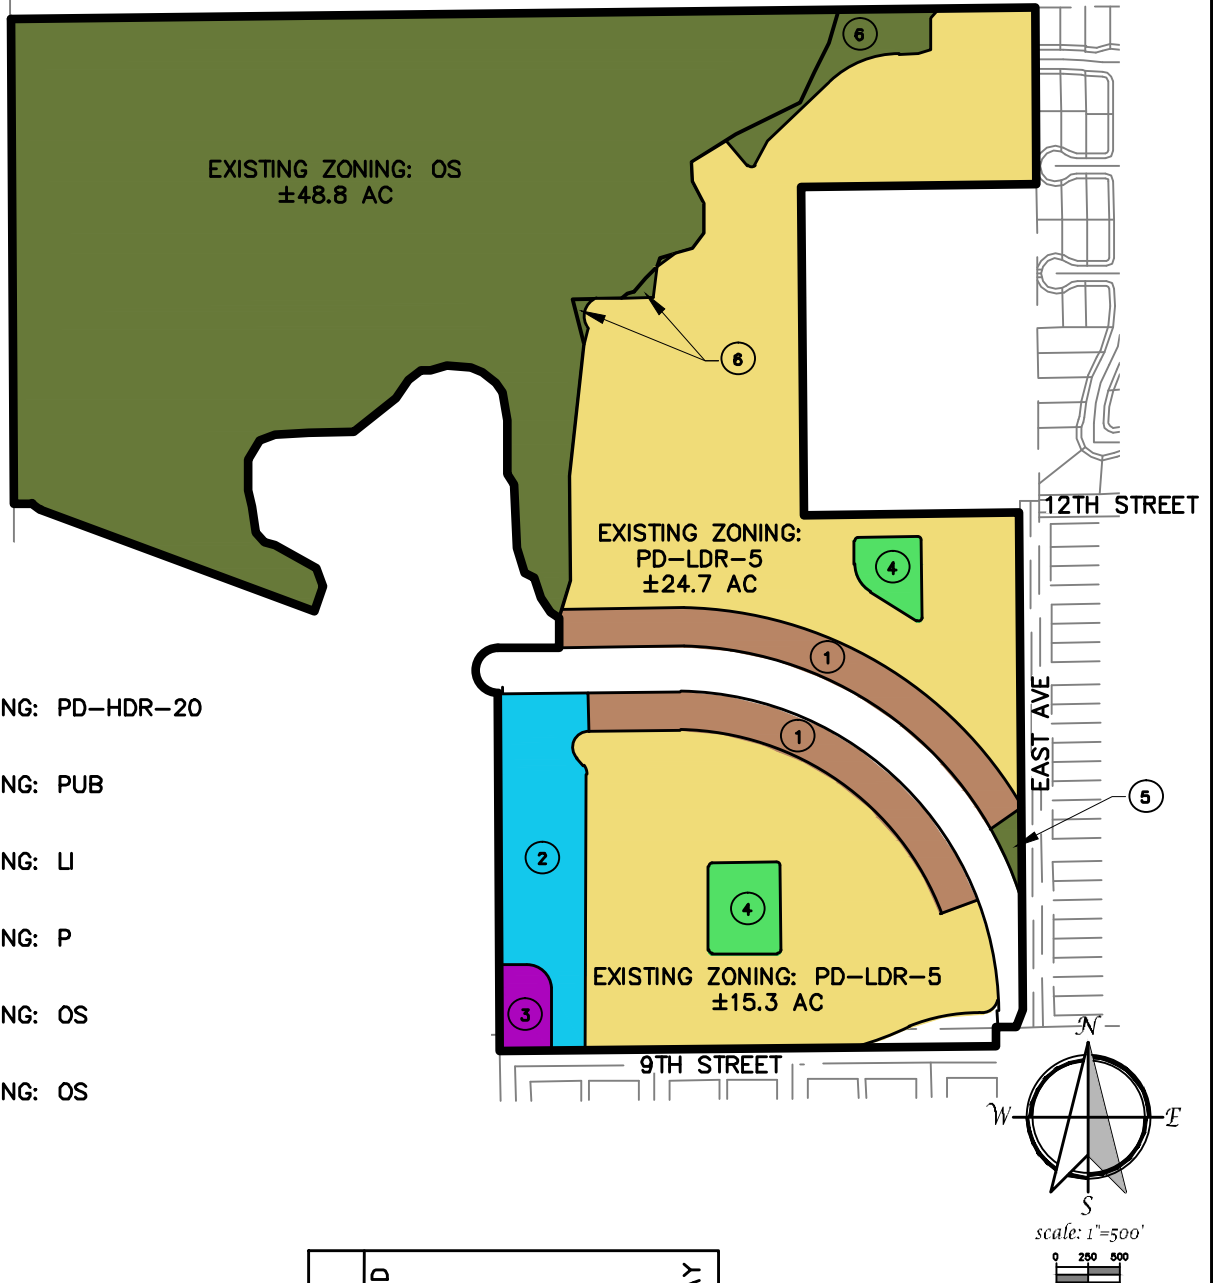 6
EXISTING ZONING: OS
±48.8 AC
6
12TH STREET
EXISTING ZONING:
PD-LDR-5
±24.7 AC
4
1
EAST AVE
NG: PD-HDR-20
1
NG: PUB
5
2
NG: LI
4
NG: P
EXISTING ZONING: PD-LDR-5
±15.3 AC
3
NG: OS
9TH STREET
NG: OS
N
W
E
S
scale: 1"=500'
0 250 500
D
AY